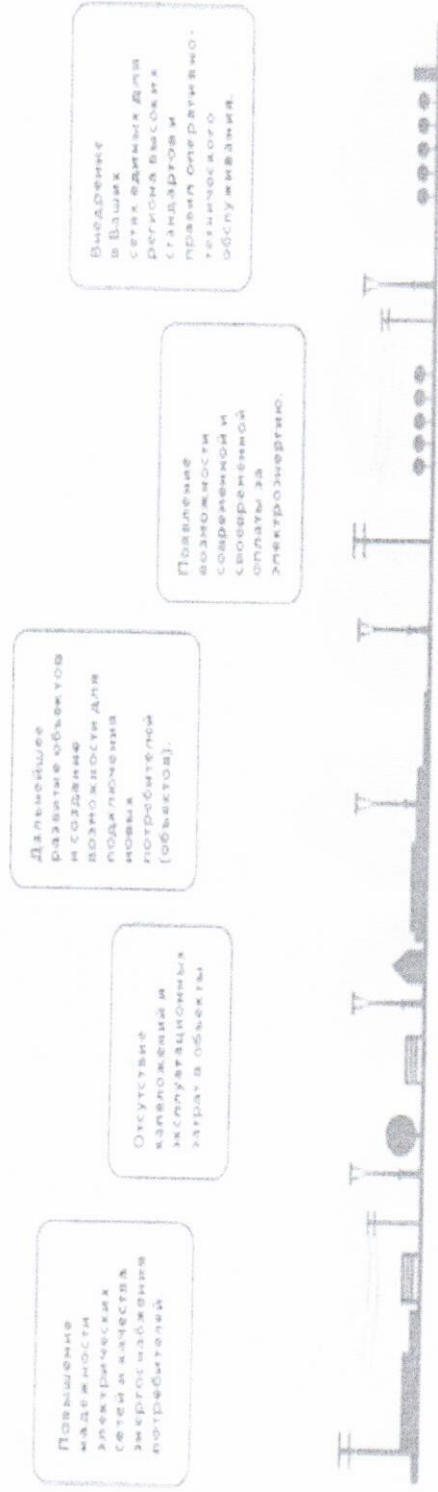 Повышение
надежности
электрических
сетей и качества
энергоснабжения
потребителей
Отсутствие
капвложений и
эксплуатационных
затрат в объекты
Дальнейшее
развитие объектов
и создание
возможности для
подключения
новых
потребителей
(объектов).
Появление
возможности
современной и
своевременной
оплаты за
электроэнергию.
Внедрение
в Ваших
сетях единых для
региона высоких
стандартов и
правил оперативно-
технического
обслуживания.